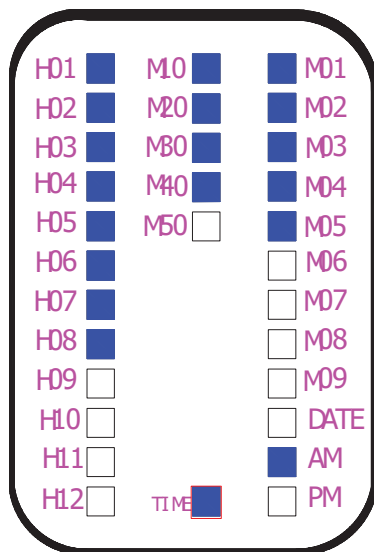 H01 M10 M01
H02 M20 M02
H03 M30 M03
H04 M40 M04
H05 M50 M05
H06 M06
H07 M07
H08 M08
H09 M09
H10 DATE
H11 AM
H12 TIME PM